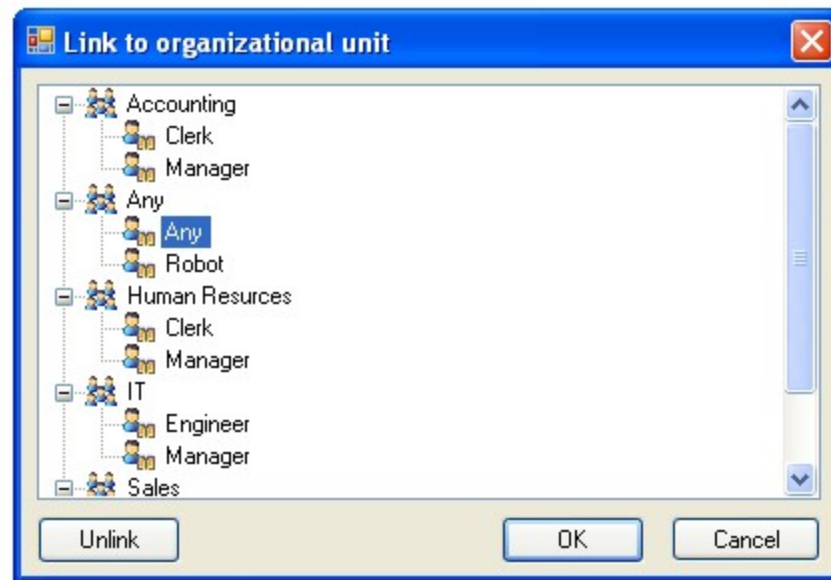 Link to organizational unit
Accounting
Clerk
Manager
Any
Any
Robot
Human Resurces
Clerk
Manager
IT
Engineer
Manager
Sales
Unlink OK Cancel